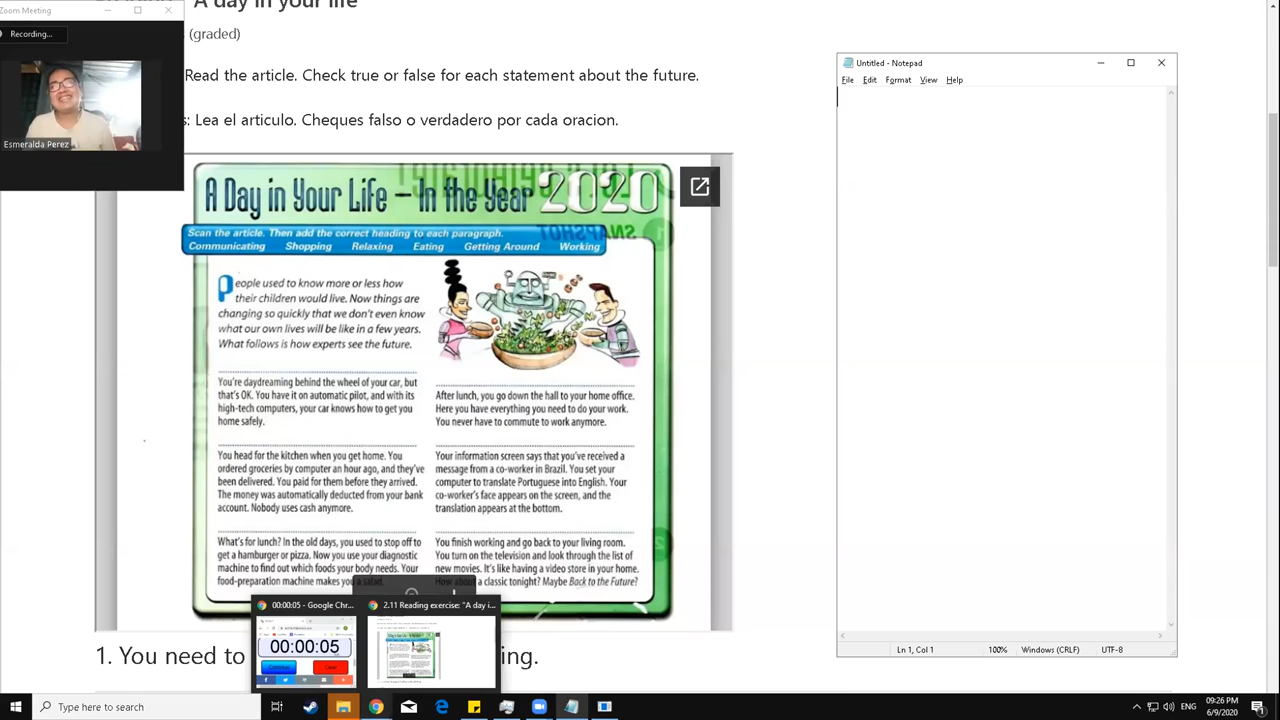 A day in your life
Zoom Meeting
Recording...
(graded)
Read the article. Check true or false for each statement about the future.
s: Lea el articulo. Cheques falso o verdadero por cada oracion.
Esmeralda Perez
A Day in Your Life – In the Year 2020
Scan the article. Then add the correct heading to each paragraph.
Communicating Shopping Relaxing Eating Getting Around Working
SNAPSHOT
People used to know more or less how
their children would live. Now things are
changing so quickly that we don't even know
what our own lives will be like in a few years.
What follows is how experts see the future.
You're daydreaming behind the wheel of your car, but
that's OK. You have it on automatic pilot, and with its
high-tech computers, your car knows how to get you
home safely.
You head for the kitchen when you get home. You
ordered groceries by computer an hour ago, and they've
been delivered. You paid for them before they arrived.
The money was automatically deducted from your bank
account. Nobody uses cash anymore.
What's for lunch? In the old days, you used to stop off to
get a hamburger or pizza. Now you use your diagnostic
machine to find out which foods your body needs. Your
food-preparation machine makes you a salad.
After lunch, you go down the hall to your home office.
Here you have everything you need to do your work.
You never have to commute to work anymore.
Your information screen says that you've received a
message from a co-worker in Brazil. You set your
computer to translate Portuguese into English. Your
co-worker's face appears on the screen, and the
translation appears at the bottom.
You finish working and go back to your living room.
You turn on the television and look through the list of
new movies. It's like having a video store in your home.
How about a classic tonight? Maybe Back to the Future?
1. You need to
ing.
Untitled - Notepad
File Edit Format View Help
Ln 1, Col 1 100% Windows (CRLF) UTF-8
00:00:05 - Google Chr...
2.11 Reading exercise: "A day i...
00:00:05
Continue Clear
Type here to search
ENG
09:26 PM
6/9/2020